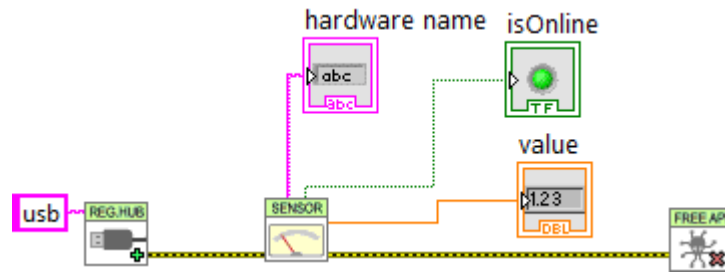 hardware name
isOnline
abc
abc
TF
value
usb
REG.HUB
SENSOR
1.23
DBL
FREE AP